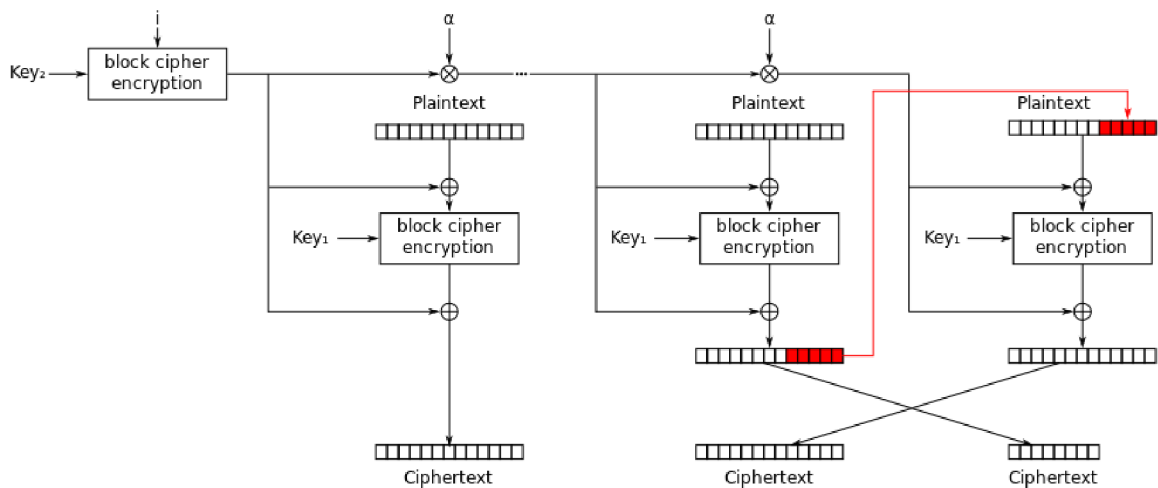 i
α
α
Key₂
block cipher
encryption
...
Plaintext
Plaintext
Plaintext
Key₁
block cipher
encryption
Key₁
block cipher
encryption
Key₁
block cipher
encryption
Ciphertext
Ciphertext
Ciphertext